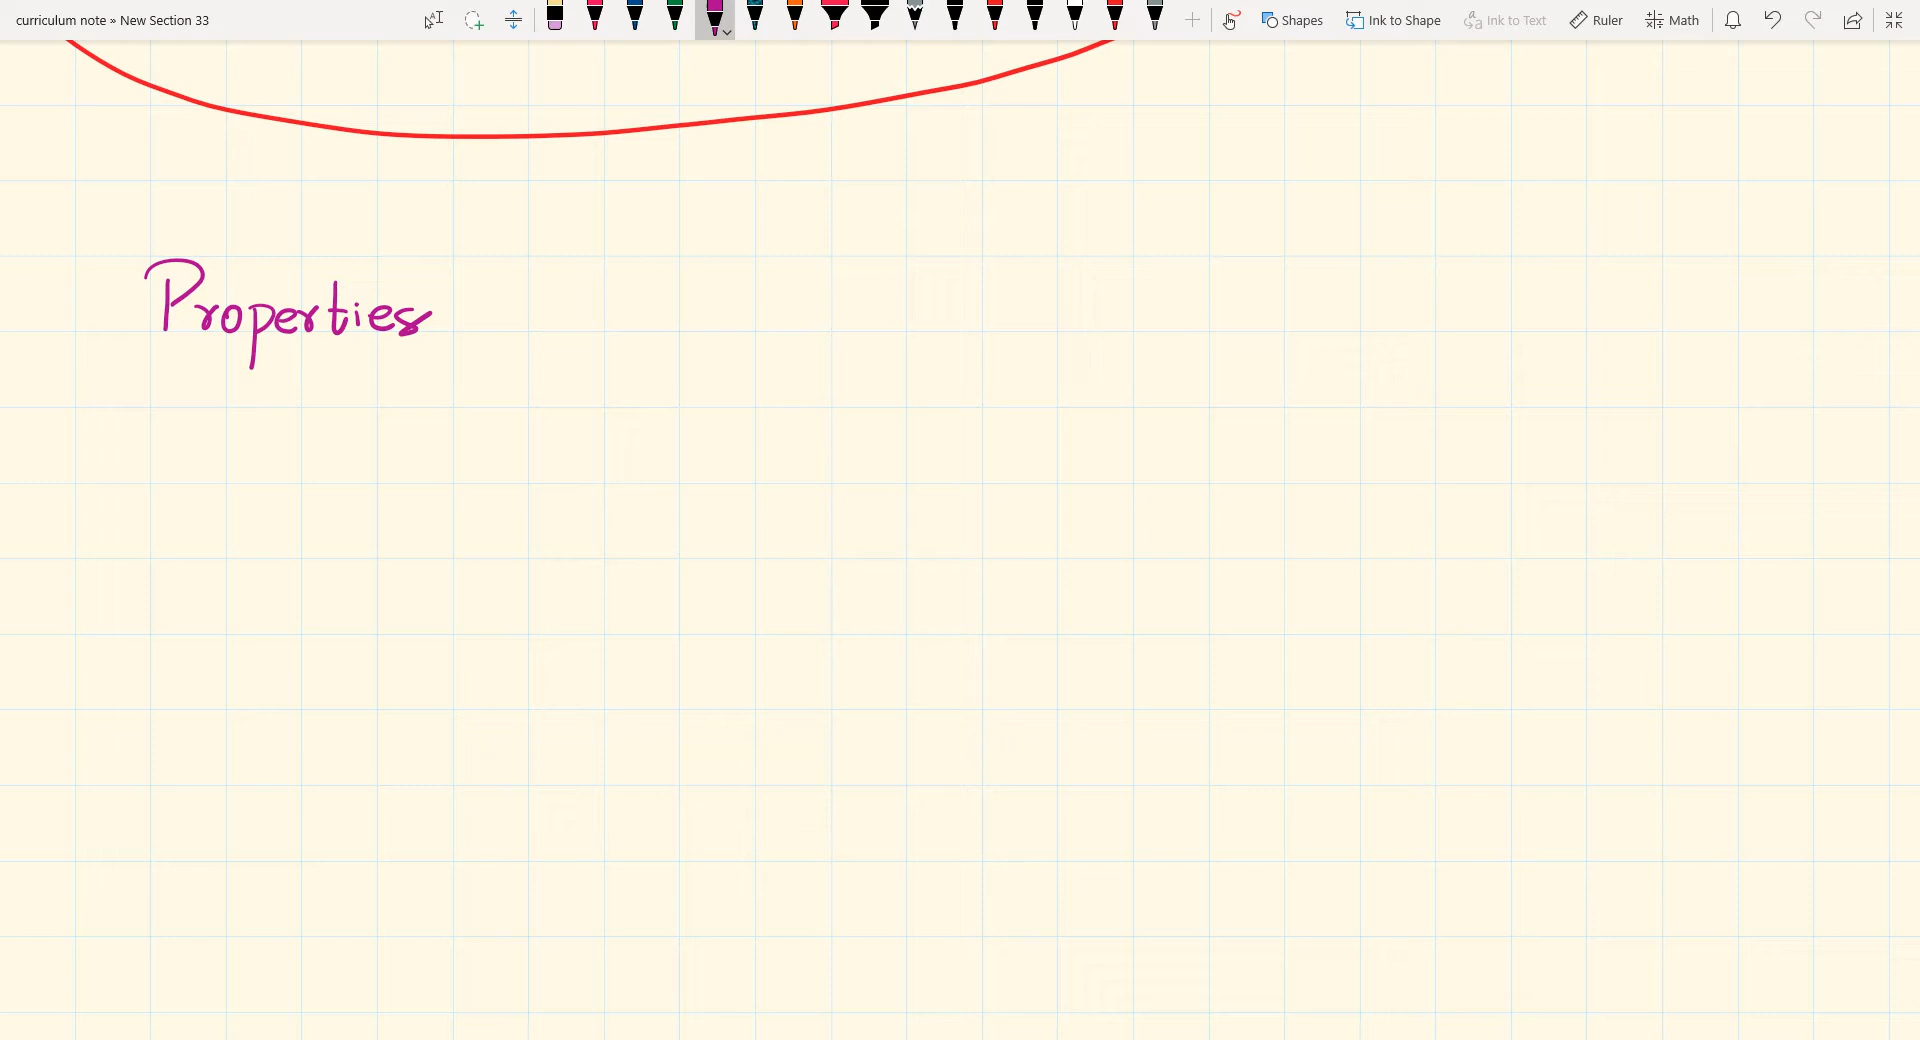 curriculum note » New Section 33
Shapes
Ink to Shape
Ink to Text
Ruler
Math
Properties